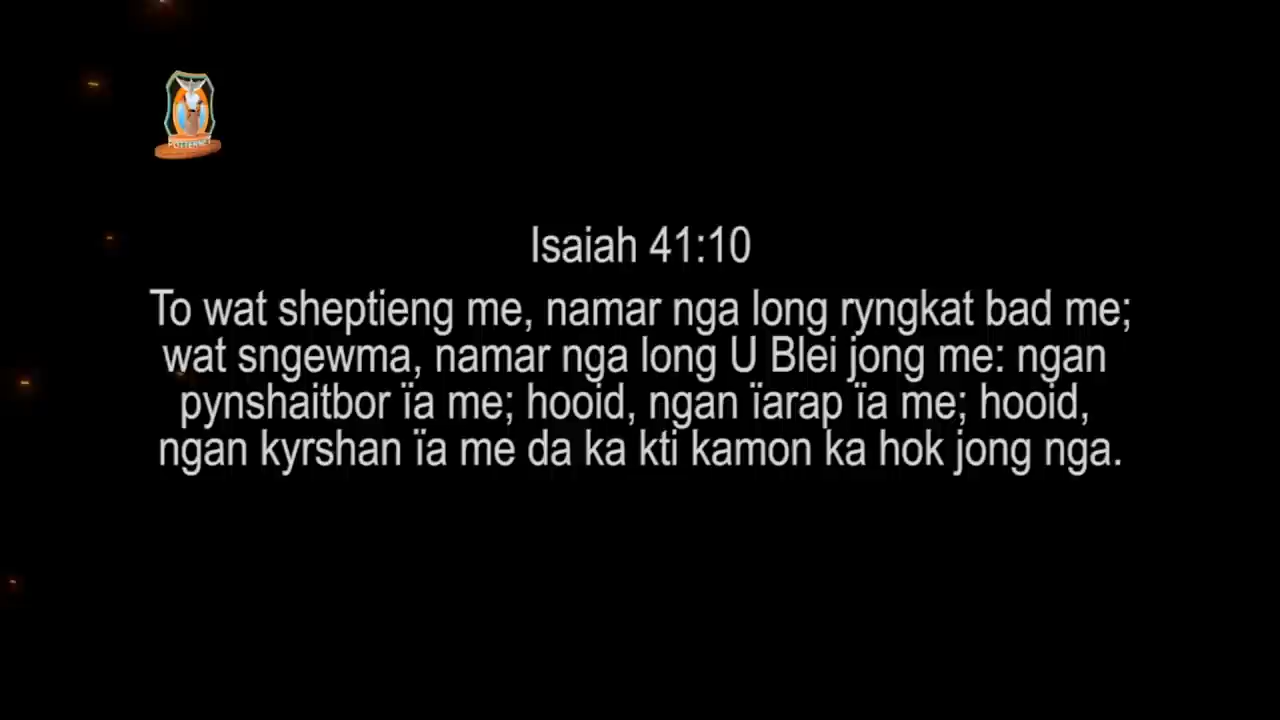 POTTERNET
Isaiah 41:10
To wat sheptieng me, namar nga long ryngkat bad me;
wat sngewma, namar nga long U Blei jong me: ngan
pynshaitbor ïa me; hooid, ngan ïarap ïa me; hooid,
ngan kyrshan ïa me da ka kti kamon ka hok jong nga.